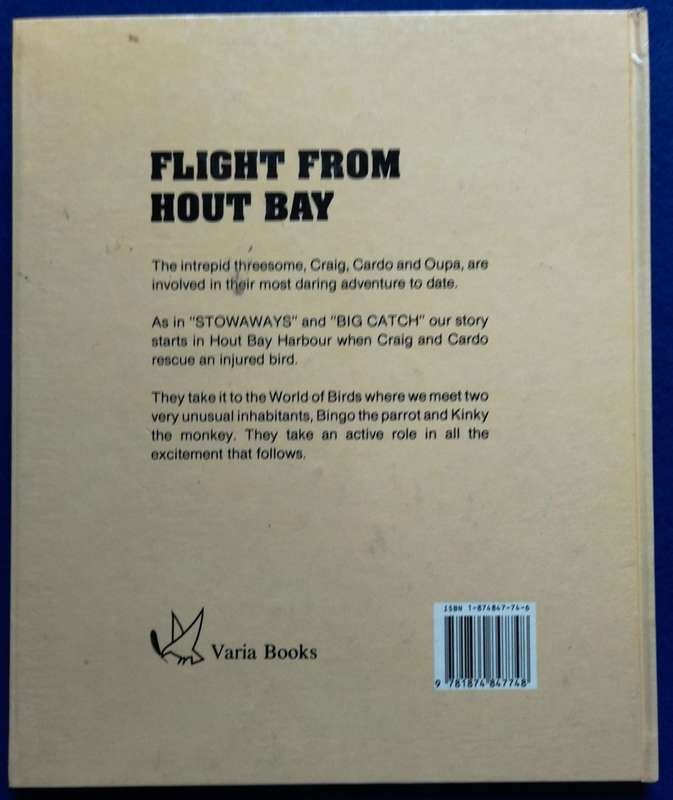 FLIGHT FROM
HOUT BAY
The intrepid threesome, Craig, Cardo and Oupa, are
involved in their most daring adventure to date.
As in "STOWAWAYS" and "BIG CATCH" our story
starts in Hout Bay Harbour when Craig and Cardo
rescue an injured bird.
They take it to the World of Birds where we meet two
very unusual inhabitants, Bingo the parrot and Kinky
the monkey. They take an active role in all the
excitement that follows.
Varia Books
ISBN 1-874847-74-6
9 781874 847748